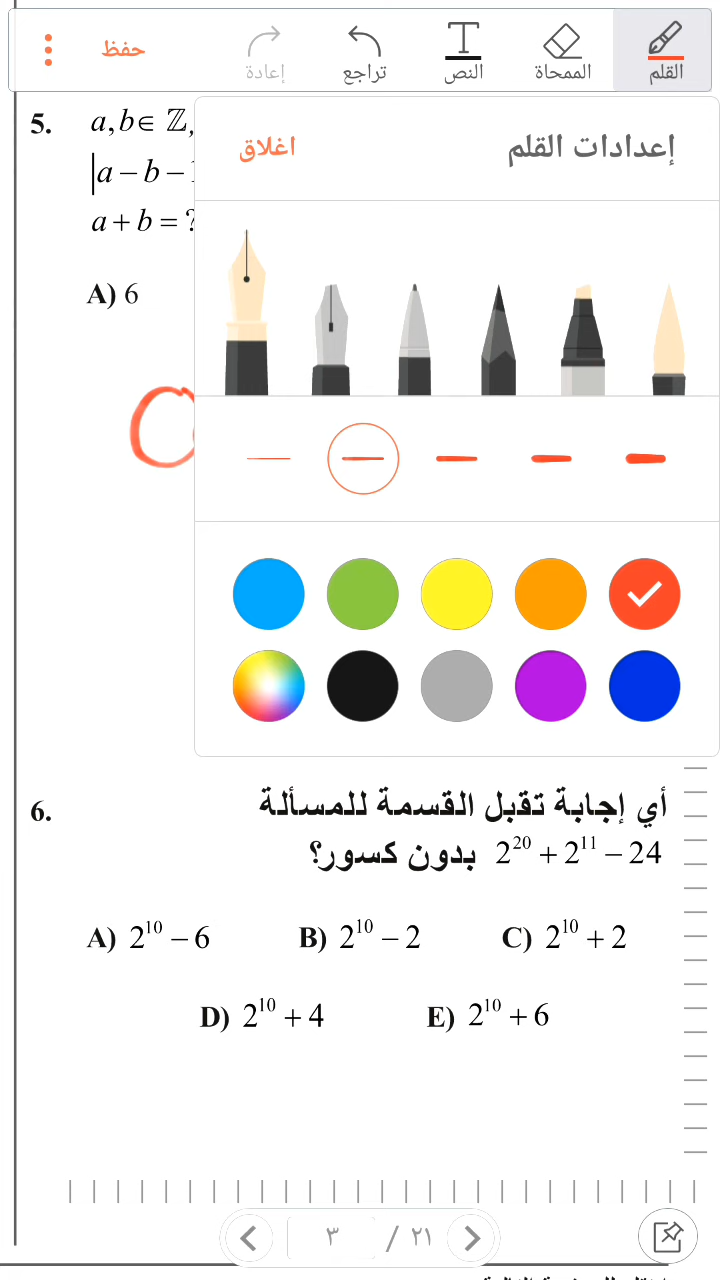 حفظ إعادة تراجع النص الممحاة القلم
إعدادات القلم اغلاق
5. a,b∈ ℤ,
|a − b −
a + b = ?
A) 6
6. أي إجابة تقبل القسمة للمسألة
2²⁰ + 2¹¹ − 24 بدون كسور؟
A) 2¹⁰ − 6 B) 2¹⁰ − 2 C) 2¹⁰ + 2
D) 2¹⁰ + 4 E) 2¹⁰ + 6
٣ / ٢١